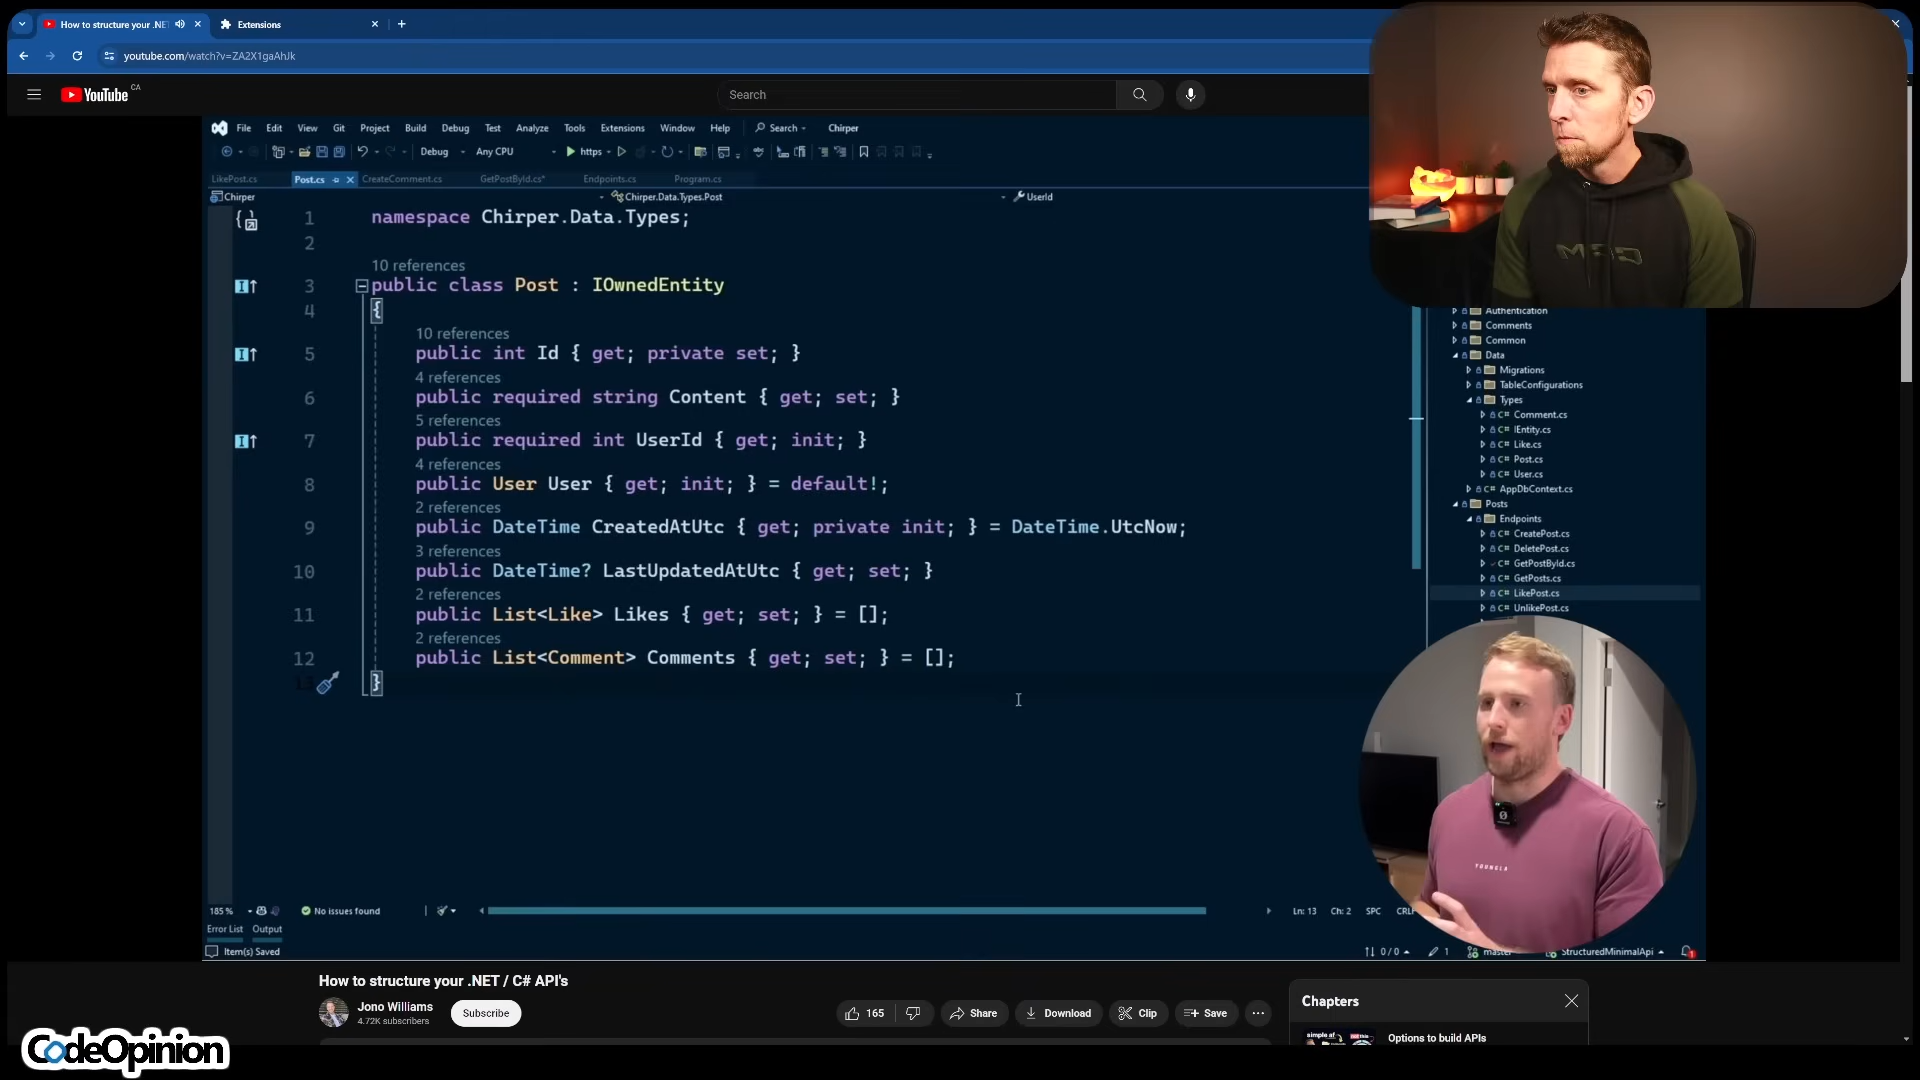 How to structure your .NE
Extensions
youtube.com/watch?v=ZA2X1gaAhJk
YouTube CA
Search
File Edit View Git Project Build Debug Test Analyze Tools Extensions Window Help Search Chirper
Debug Any CPU https
LikePost.cs Post.cs CreateComment.cs GetPostById.cs* Endpoints.cs Program.cs
Chirper Chirper.Data.Types.Post UserId
1 namespace Chirper.Data.Types;
2
10 references
3 public class Post : IOwnedEntity
4 {
10 references
5 public int Id { get; private set; }
4 references
6 public required string Content { get; set; }
5 references
7 public required int UserId { get; init; }
4 references
8 public User User { get; init; } = default!;
2 references
9 public DateTime CreatedAtUtc { get; private init; } = DateTime.UtcNow;
3 references
10 public DateTime? LastUpdatedAtUtc { get; set; }
2 references
11 public List<Like> Likes { get; set; } = [];
2 references
12 public List<Comment> Comments { get; set; } = [];
13 }
Authentication
Comments
Common
Data
Migrations
TableConfigurations
Types
C# Comment.cs
C# IEntity.cs
C# Like.cs
C# Post.cs
C# User.cs
C# AppDbContext.cs
Posts
Endpoints
C# CreatePost.cs
C# DeletePost.cs
C# GetPostById.cs
C# GetPosts.cs
C# LikePost.cs
C# UnlikePost.cs
YOUNGLA
185 % No issues found Ln: 13 Ch: 2 SPC CRLF
Error List Output
Item(s) Saved 0 / 0 1 master StructuredMinimalApi 1
How to structure your .NET / C# API's
Jono Williams
4.72K subscribers
Subscribe
165 Share Download Clip Save
Chapters
Options to build APIs
CodeOpinion